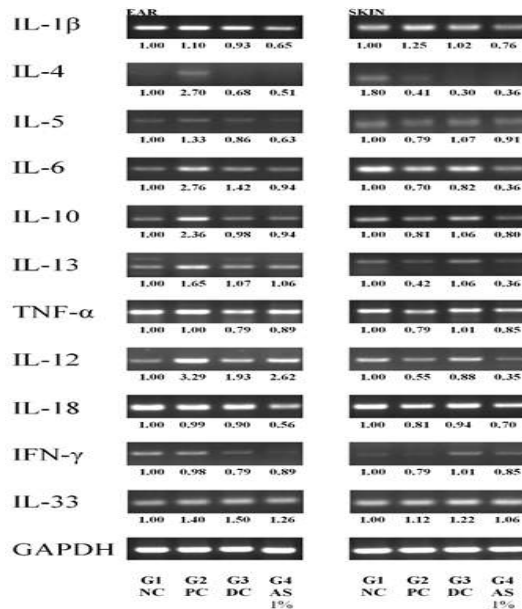 EAR SKIN
IL-1β
1.00 1.10 0.93 0.65 1.00 1.25 1.02 0.76
IL-4
1.00 2.70 0.68 0.51 1.80 0.41 0.30 0.36
IL-5
1.00 1.33 0.86 0.63 1.00 0.79 1.07 0.91
IL-6
1.00 2.76 1.42 0.94 1.00 0.70 0.82 0.36
IL-10
1.00 2.36 0.98 0.94 1.00 0.81 1.06 0.80
IL-13
1.00 1.65 1.07 1.06 1.00 0.42 1.06 0.36
TNF-α
1.00 1.00 0.79 0.89 1.00 0.79 1.01 0.85
IL-12
1.00 3.29 1.93 2.62 1.00 0.55 0.88 0.35
IL-18
1.00 0.99 0.90 0.56 1.00 0.81 0.94 0.70
IFN-γ
1.00 0.98 0.79 0.89 1.00 0.79 1.01 0.85
IL-33
1.00 1.40 1.50 1.26 1.00 1.12 1.22 1.06
GAPDH
G1 G2 G3 G4 G1 G2 G3 G4
NC PC DC AS NC PC DC AS
1% 1%